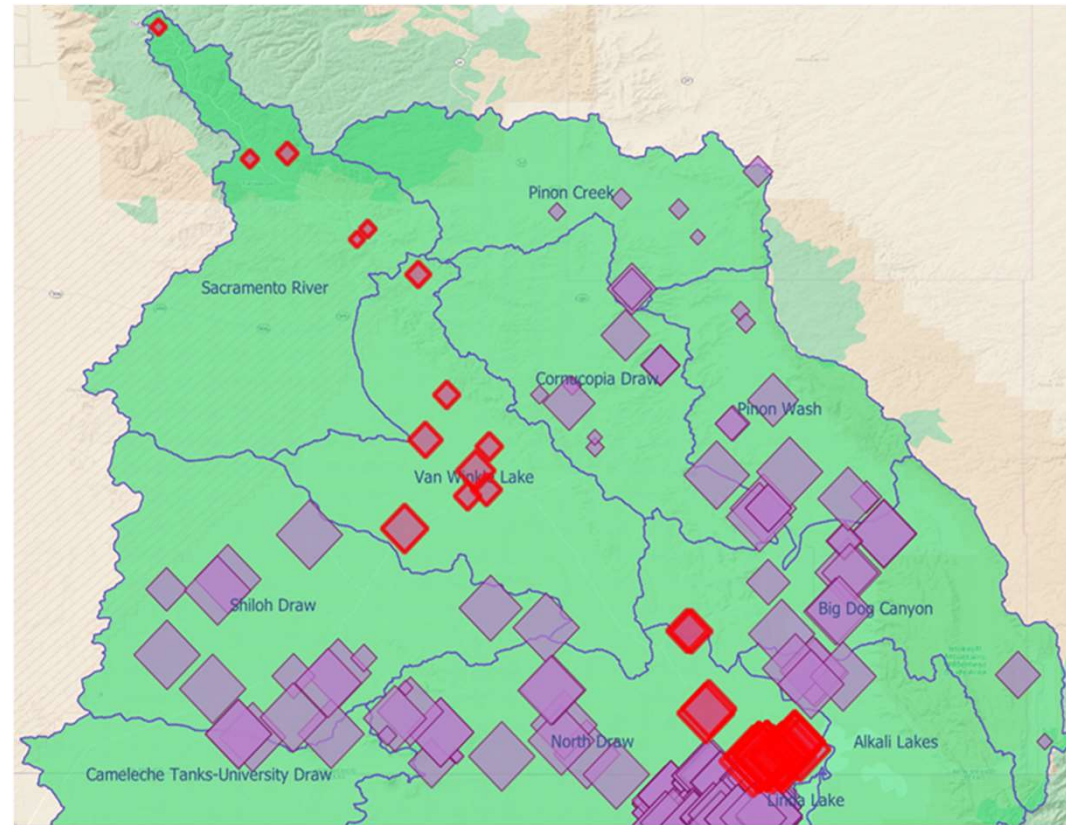 Pinon Creek
Sacramento River
Cornucopia Draw
Pinon Wash
Van Winkle Lake
Shiloh Draw
Big Dog Canyon
North Draw
Alkali Lakes
Cameleche Tanks-University Draw
Linda Lake